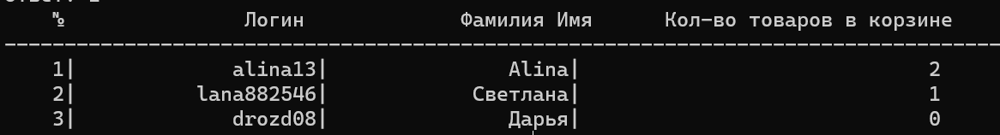 № Логин Фамилия Имя Кол-во товаров в корзине
1| alina13| Alina| 2
2| lana882546| Светлана| 1
3| drozd08| Дарья| 0